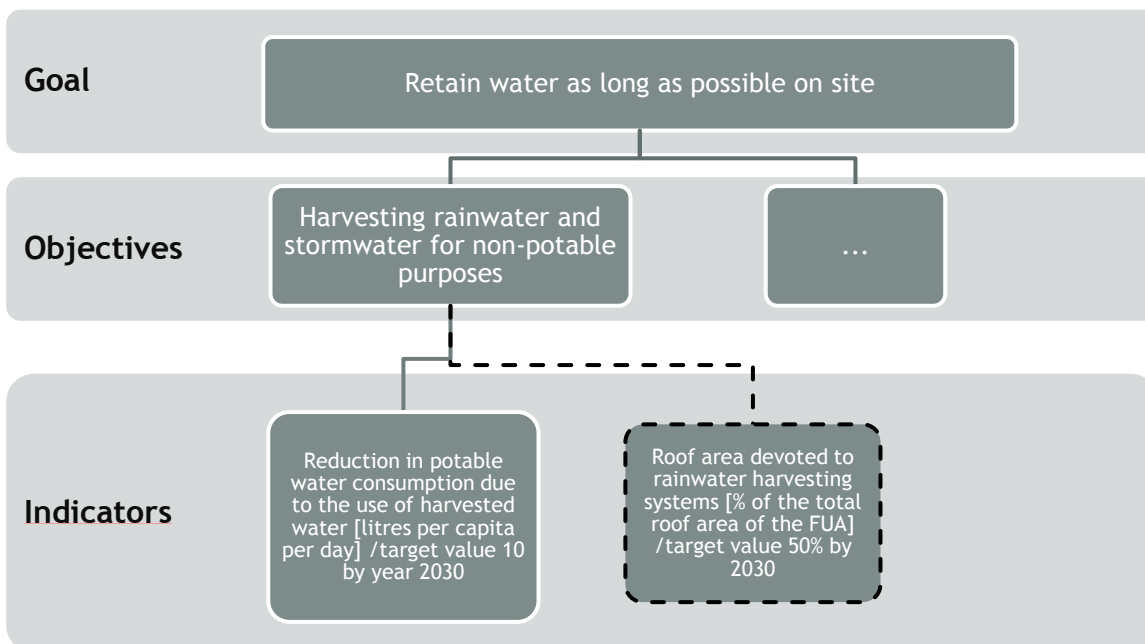 Goal
Retain water as long as possible on site
Objectives
Harvesting rainwater and
stormwater for non-potable
purposes
...
Indicators
Reduction in potable
water consumption due
to the use of harvested
water [litres per capita
per day] /target value 10
by year 2030
Roof area devoted to
rainwater harvesting
systems [% of the total
roof area of the FUA]
/target value 50% by
2030